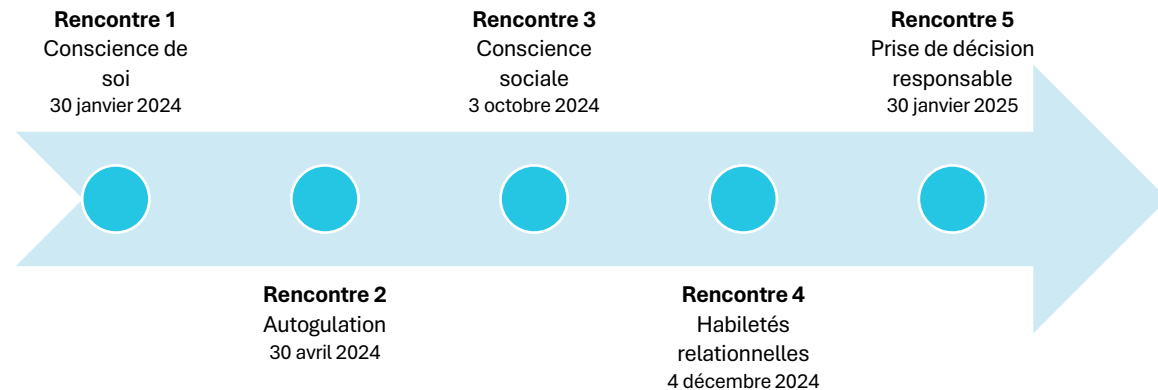 Rencontre 1
Conscience de
soi
30 janvier 2024
Rencontre 2
Autogulation
30 avril 2024
Rencontre 3
Conscience
sociale
3 octobre 2024
Rencontre 4
Habiletés
relationnelles
4 décembre 2024
Rencontre 5
Prise de décision
responsable
30 janvier 2025